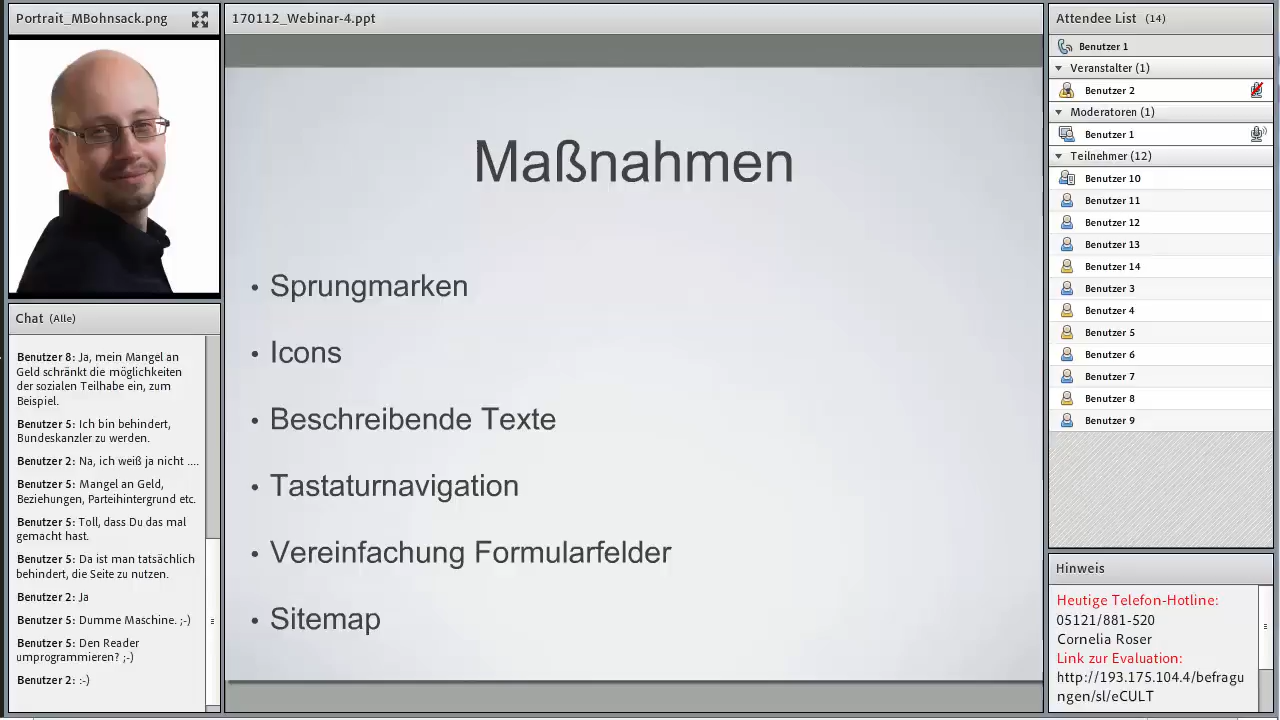 Portrait_MBohnsack.png
Chat (Alle)
Benutzer 8: Ja, mein Mangel an
Geld schränkt die möglichkeiten
der sozialen Teilhabe ein, zum
Beispiel.
Benutzer 5: Ich bin behindert,
Bundeskanzler zu werden.
Benutzer 2: Na, ich weiß ja nicht ....
Benutzer 5: Mangel an Geld,
Beziehungen, Parteihintergrund etc.
Benutzer 5: Toll, dass Du das mal
gemacht hast.
Benutzer 5: Da ist man tatsächlich
behindert, die Seite zu nutzen.
Benutzer 2: Ja
Benutzer 5: Dumme Maschine. ;-)
Benutzer 5: Den Reader
umprogrammieren? ;-)
Benutzer 2: :-)
170112_Webinar-4.ppt
Maßnahmen
• Sprungmarken
• Icons
• Beschreibende Texte
• Tastaturnavigation
• Vereinfachung Formularfelder
• Sitemap
Attendee List (14)
Benutzer 1
Veranstalter (1)
Benutzer 2
Moderatoren (1)
Benutzer 1
Teilnehmer (12)
Benutzer 10
Benutzer 11
Benutzer 12
Benutzer 13
Benutzer 14
Benutzer 3
Benutzer 4
Benutzer 5
Benutzer 6
Benutzer 7
Benutzer 8
Benutzer 9
Hinweis
Heutige Telefon-Hotline:
05121/881-520
Cornelia Roser
Link zur Evaluation:
http://193.175.104.4/befragu
ngen/sl/eCULT